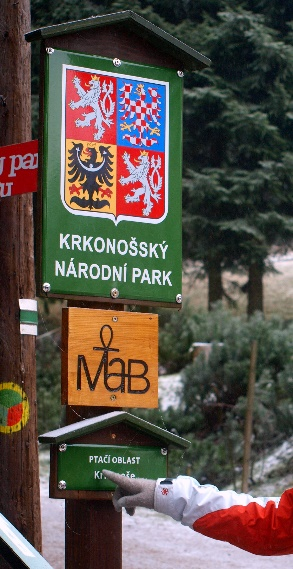 KRKONOŠSKÝ
NÁRODNÍ PARK
MaB
PTAČÍ OBLAST